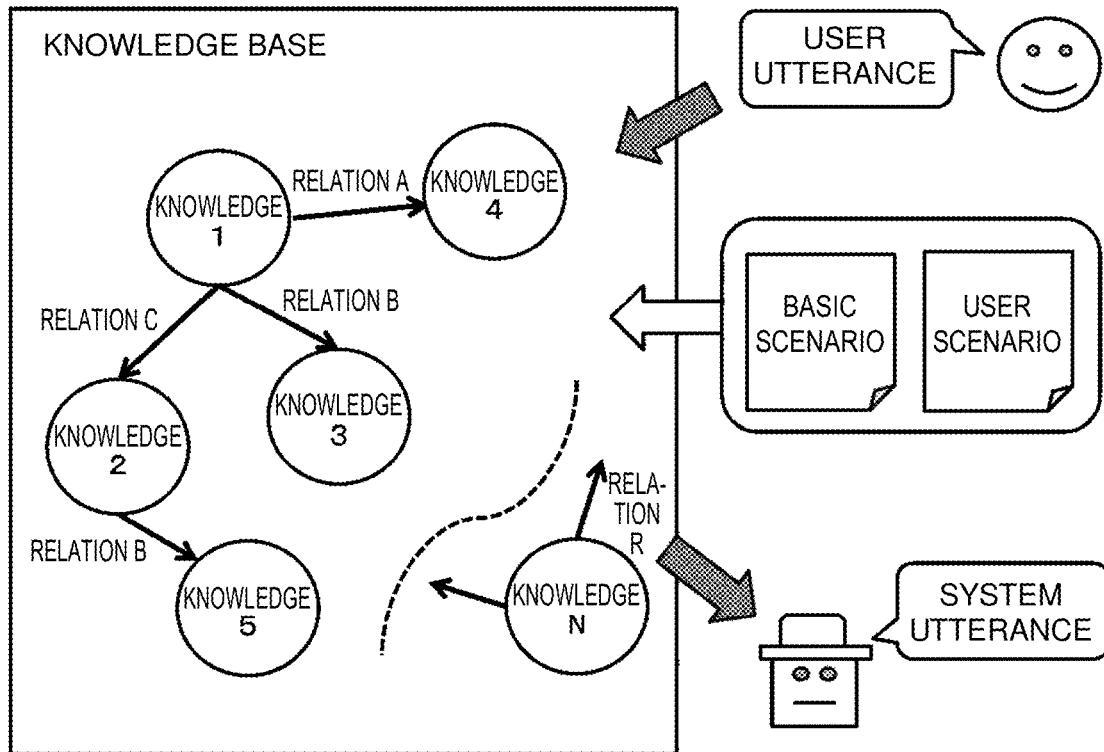 KNOWLEDGE BASE
USER
UTTERANCE
KNOWLEDGE
1
RELATION A
KNOWLEDGE
4
RELATION C
RELATION B
KNOWLEDGE
2
KNOWLEDGE
3
RELATION B
KNOWLEDGE
5
RELA-
TION
R
KNOWLEDGE
N
BASIC
SCENARIO
USER
SCENARIO
SYSTEM
UTTERANCE